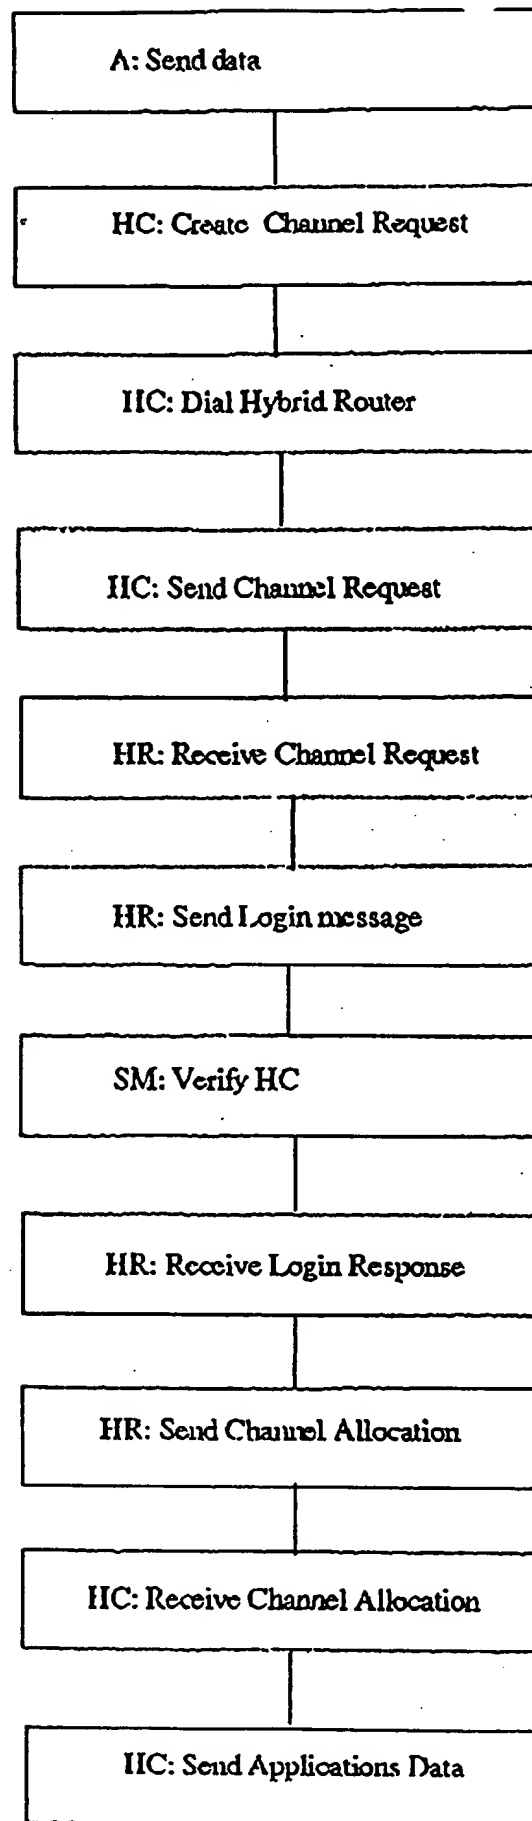 A: Send data
HC: Create Channel Request
HC: Dial Hybrid Router
HC: Send Channel Request
HR: Receive Channel Request
HR: Send Login message
SM: Verify HC
HR: Receive Login Response
HR: Send Channel Allocation
HC: Receive Channel Allocation
HC: Send Applications Data